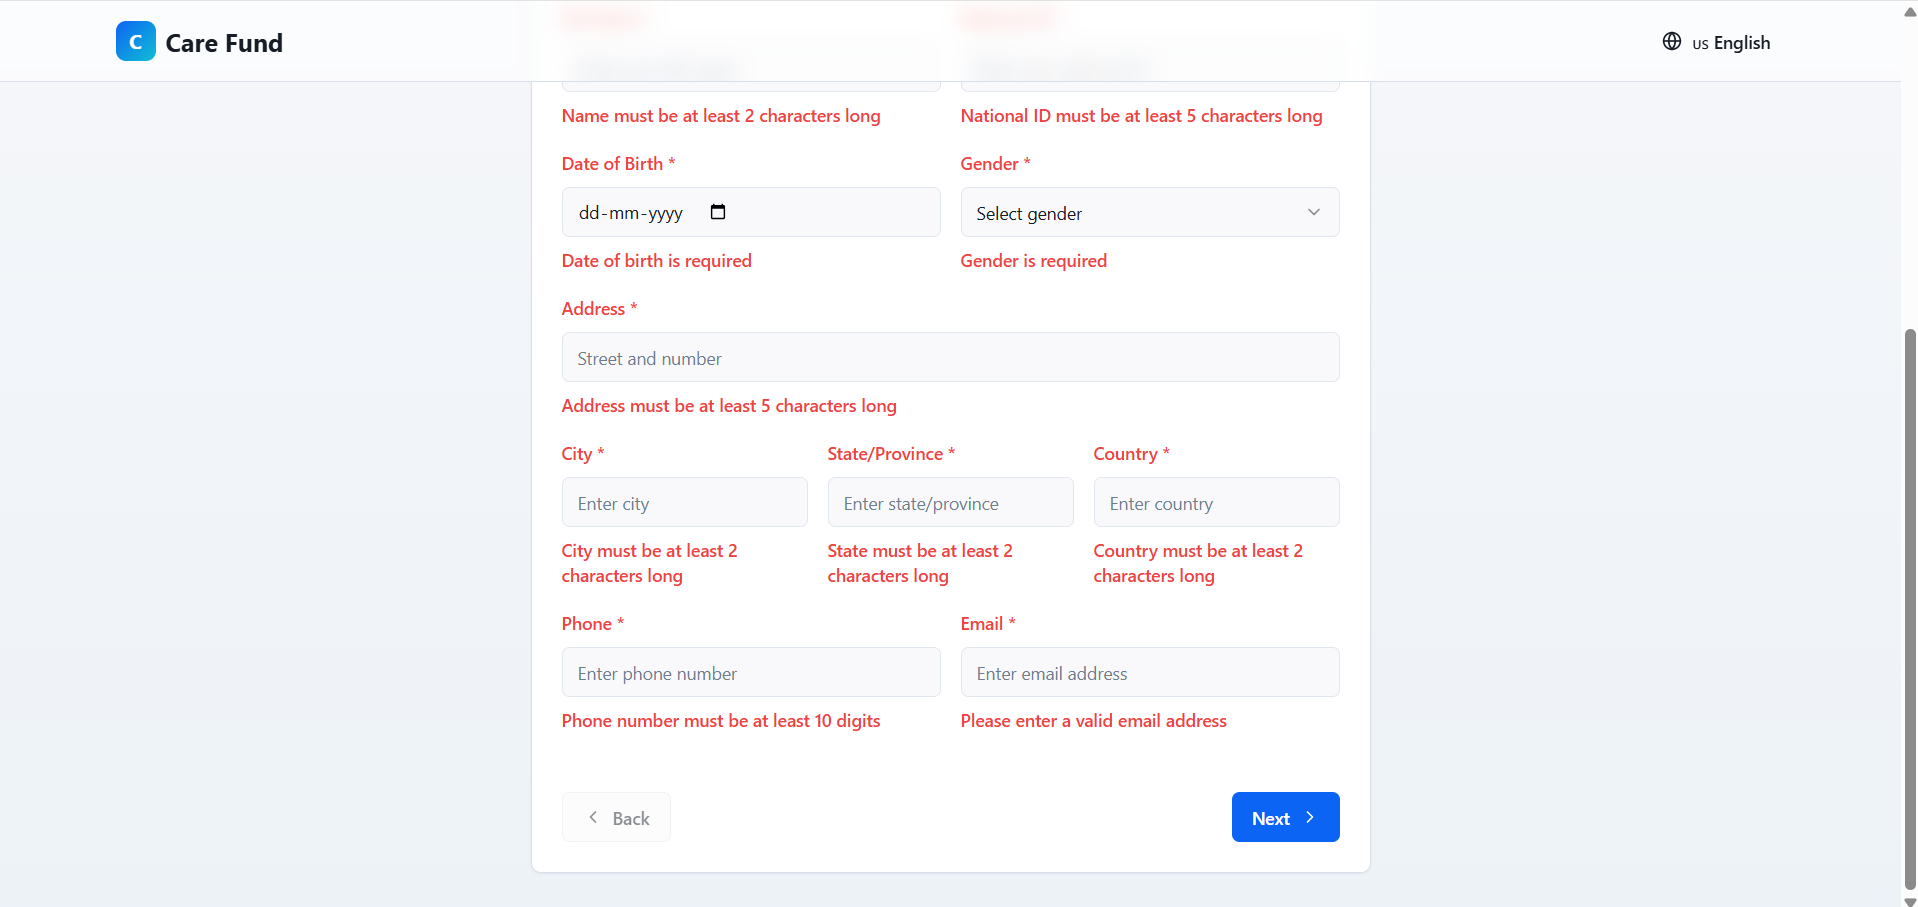 C Care Fund
us English
Name must be at least 2 characters long National ID must be at least 5 characters long
Date of Birth * Gender *
dd-mm-yyyy Select gender
Date of birth is required Gender is required
Address *
Street and number
Address must be at least 5 characters long
City * State/Province * Country *
Enter city Enter state/province Enter country
City must be at least 2 State must be at least 2 Country must be at least 2
characters long characters long characters long
Phone * Email *
Enter phone number Enter email address
Phone number must be at least 10 digits Please enter a valid email address
Back Next